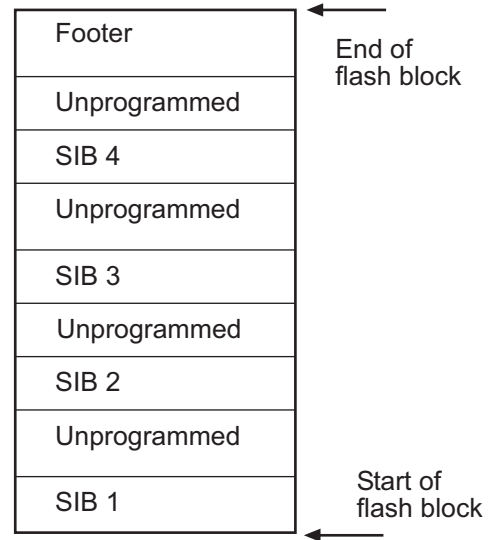 Footer
End of
flash block
Unprogrammed
SIB 4
Unprogrammed
SIB 3
Unprogrammed
SIB 2
Unprogrammed
SIB 1
Start of
flash block